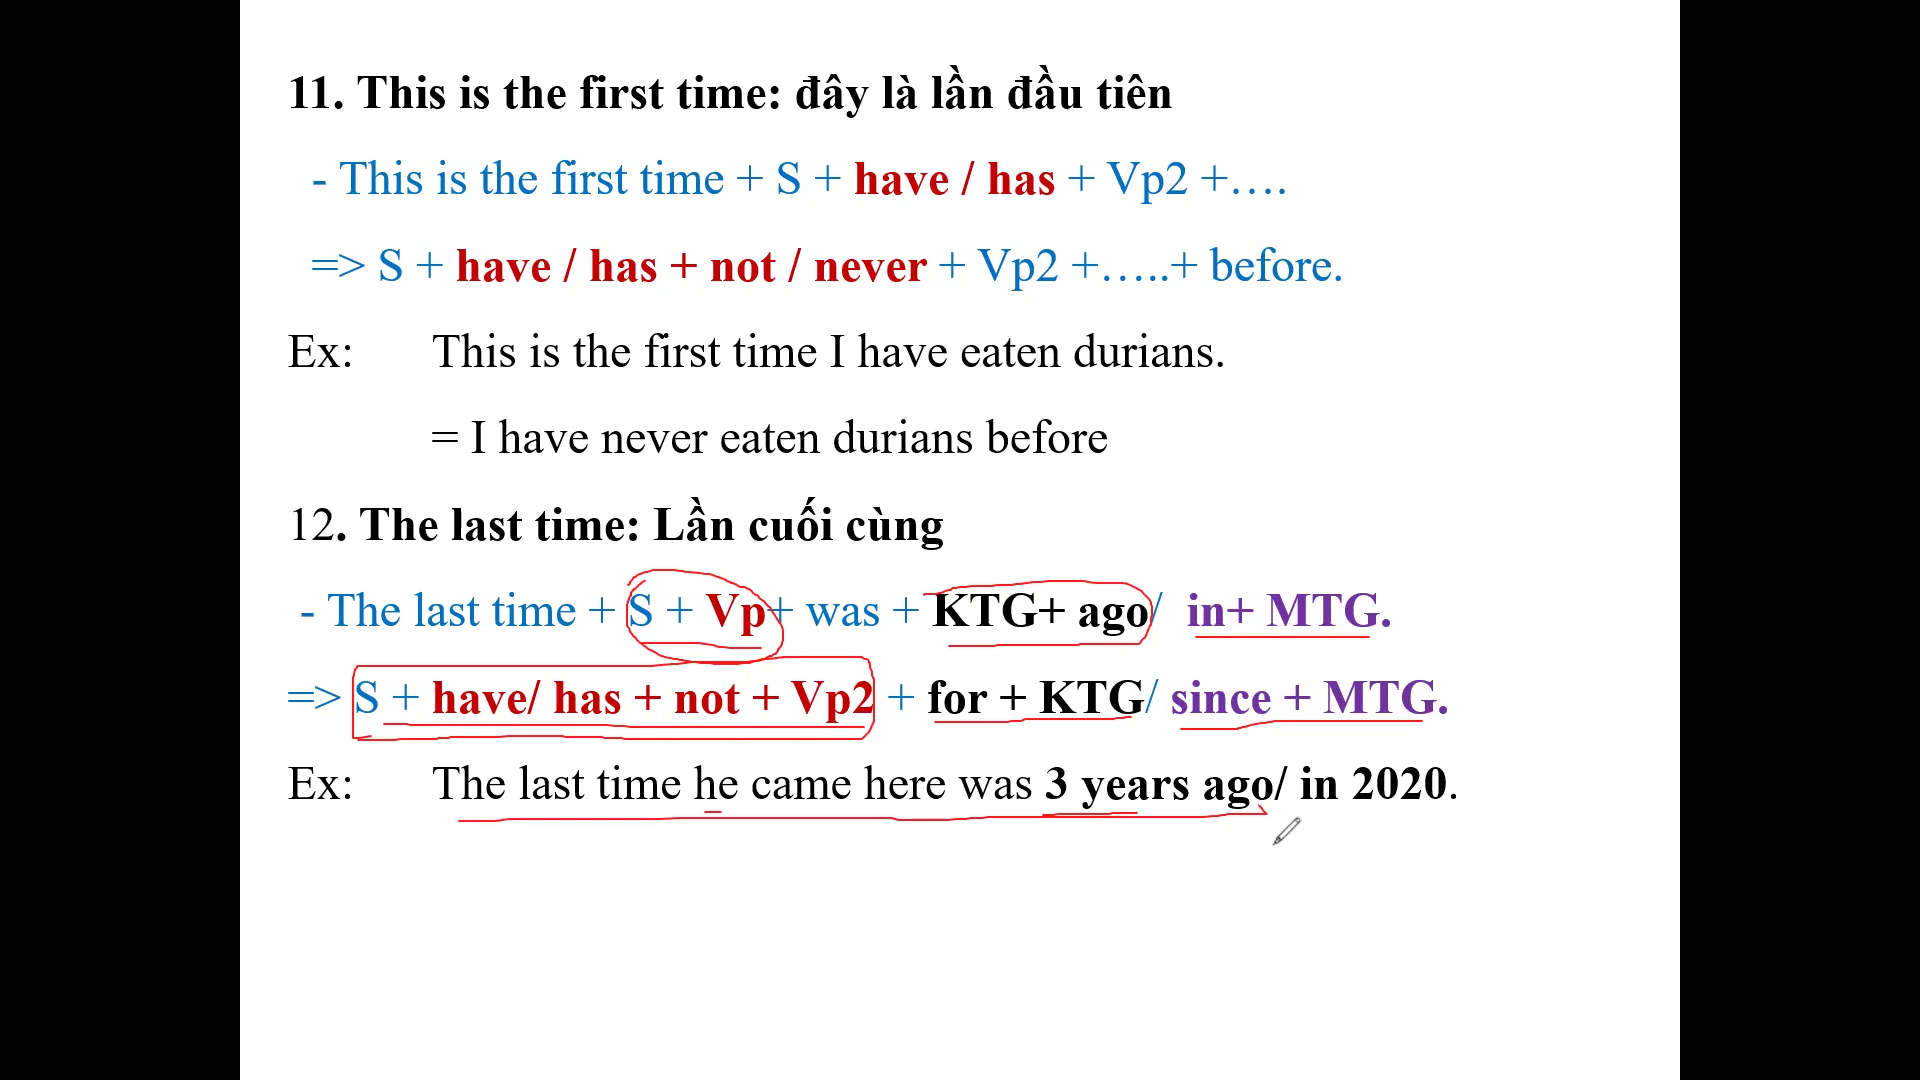 11. This is the first time: đây là lần đầu tiên
- This is the first time + S + have / has + Vp2 +….
=> S + have / has + not / never + Vp2 +…..+ before.
Ex: This is the first time I have eaten durians.
= I have never eaten durians before
12. The last time: Lần cuối cùng
- The last time + S + Vp+ was + KTG+ ago/ in+ MTG.
=> S + have/ has + not + Vp2 + for + KTG/ since + MTG.
Ex: The last time he came here was 3 years ago/ in 2020.